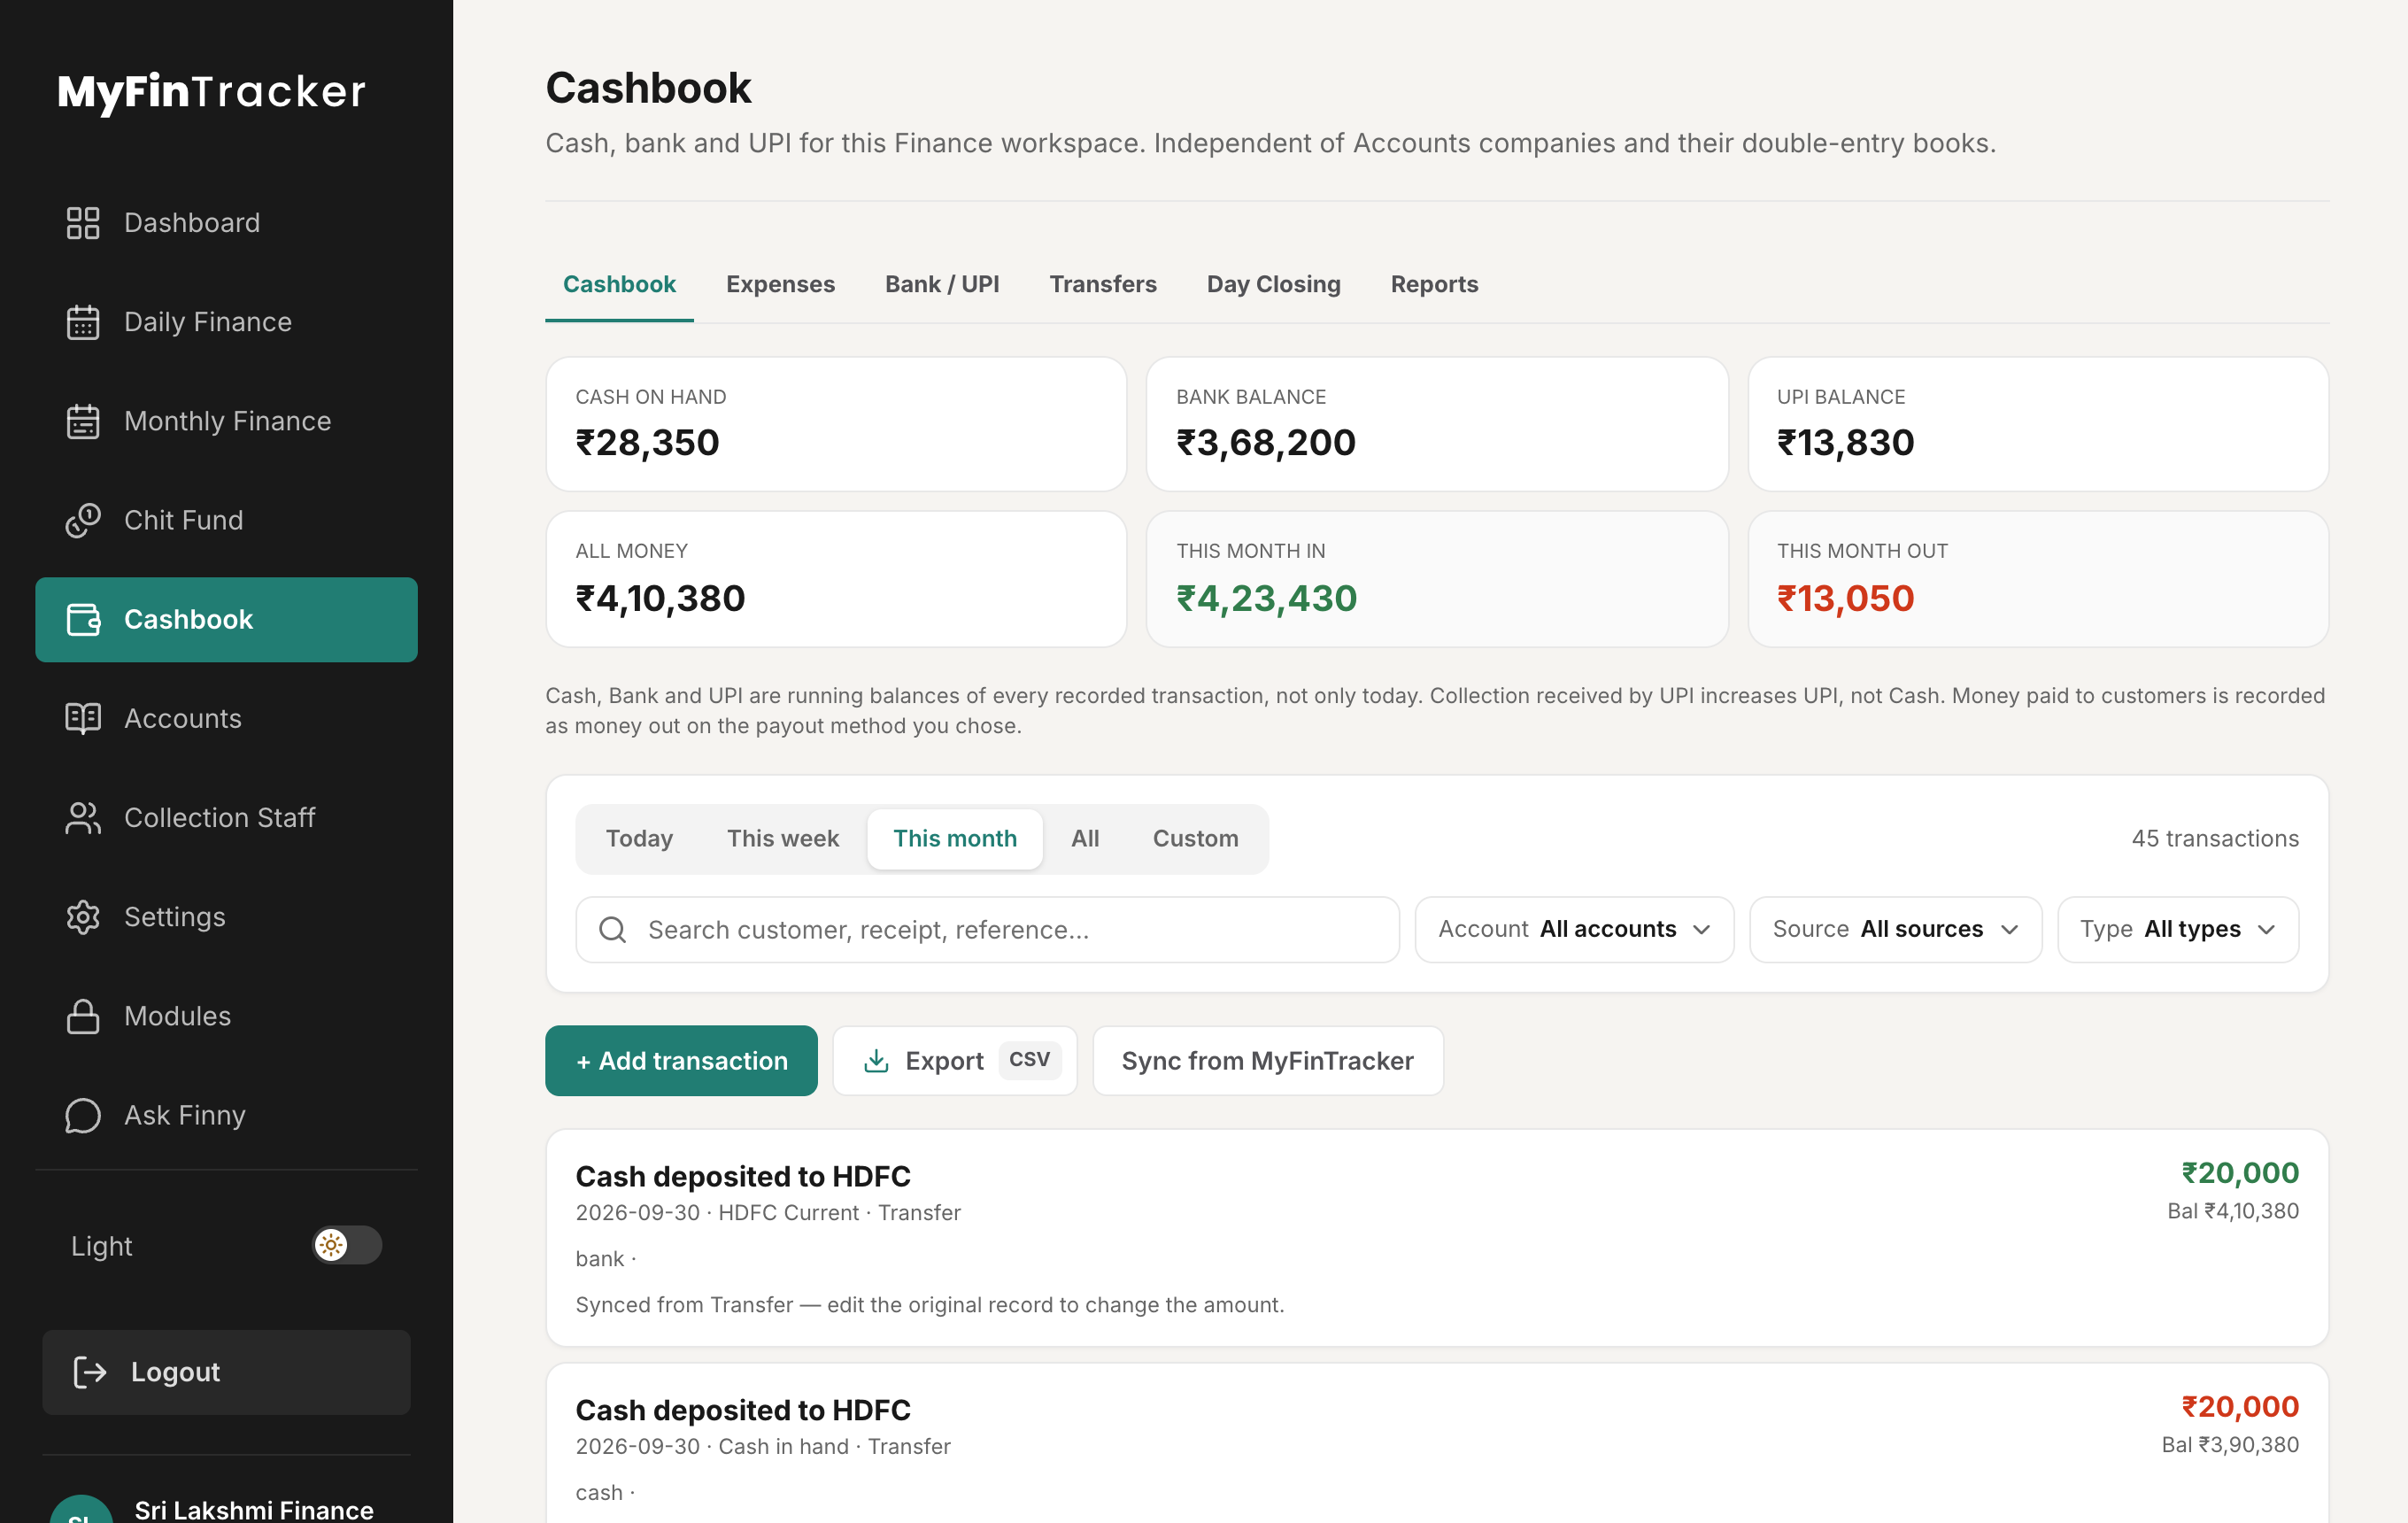 MyFinTracker
Dashboard
Daily Finance
Monthly Finance
Chit Fund
Cashbook
Accounts
Collection Staff
Settings
Modules
Ask Finny
Light
Logout
Sri Lakshmi Finance
Cashbook
Cash, bank and UPI for this Finance workspace. Independent of Accounts companies and their double-entry books.
Cashbook Expenses Bank / UPI Transfers Day Closing Reports
CASH ON HAND
₹28,350
BANK BALANCE
₹3,68,200
UPI BALANCE
₹13,830
ALL MONEY
₹4,10,380
THIS MONTH IN
₹4,23,430
THIS MONTH OUT
₹13,050
Cash, Bank and UPI are running balances of every recorded transaction, not only today. Collection received by UPI increases UPI, not Cash. Money paid to customers is recorded
as money out on the payout method you chose.
Today This week This month All Custom
45 transactions
Search customer, receipt, reference...
Account All accounts
Source All sources
Type All types
+ Add transaction
Export CSV
Sync from MyFinTracker
Cash deposited to HDFC
₹20,000
2026-09-30 · HDFC Current · Transfer
Bal ₹4,10,380
bank ·
Synced from Transfer — edit the original record to change the amount.
Cash deposited to HDFC
₹20,000
2026-09-30 · Cash in hand · Transfer
Bal ₹3,90,380
cash ·